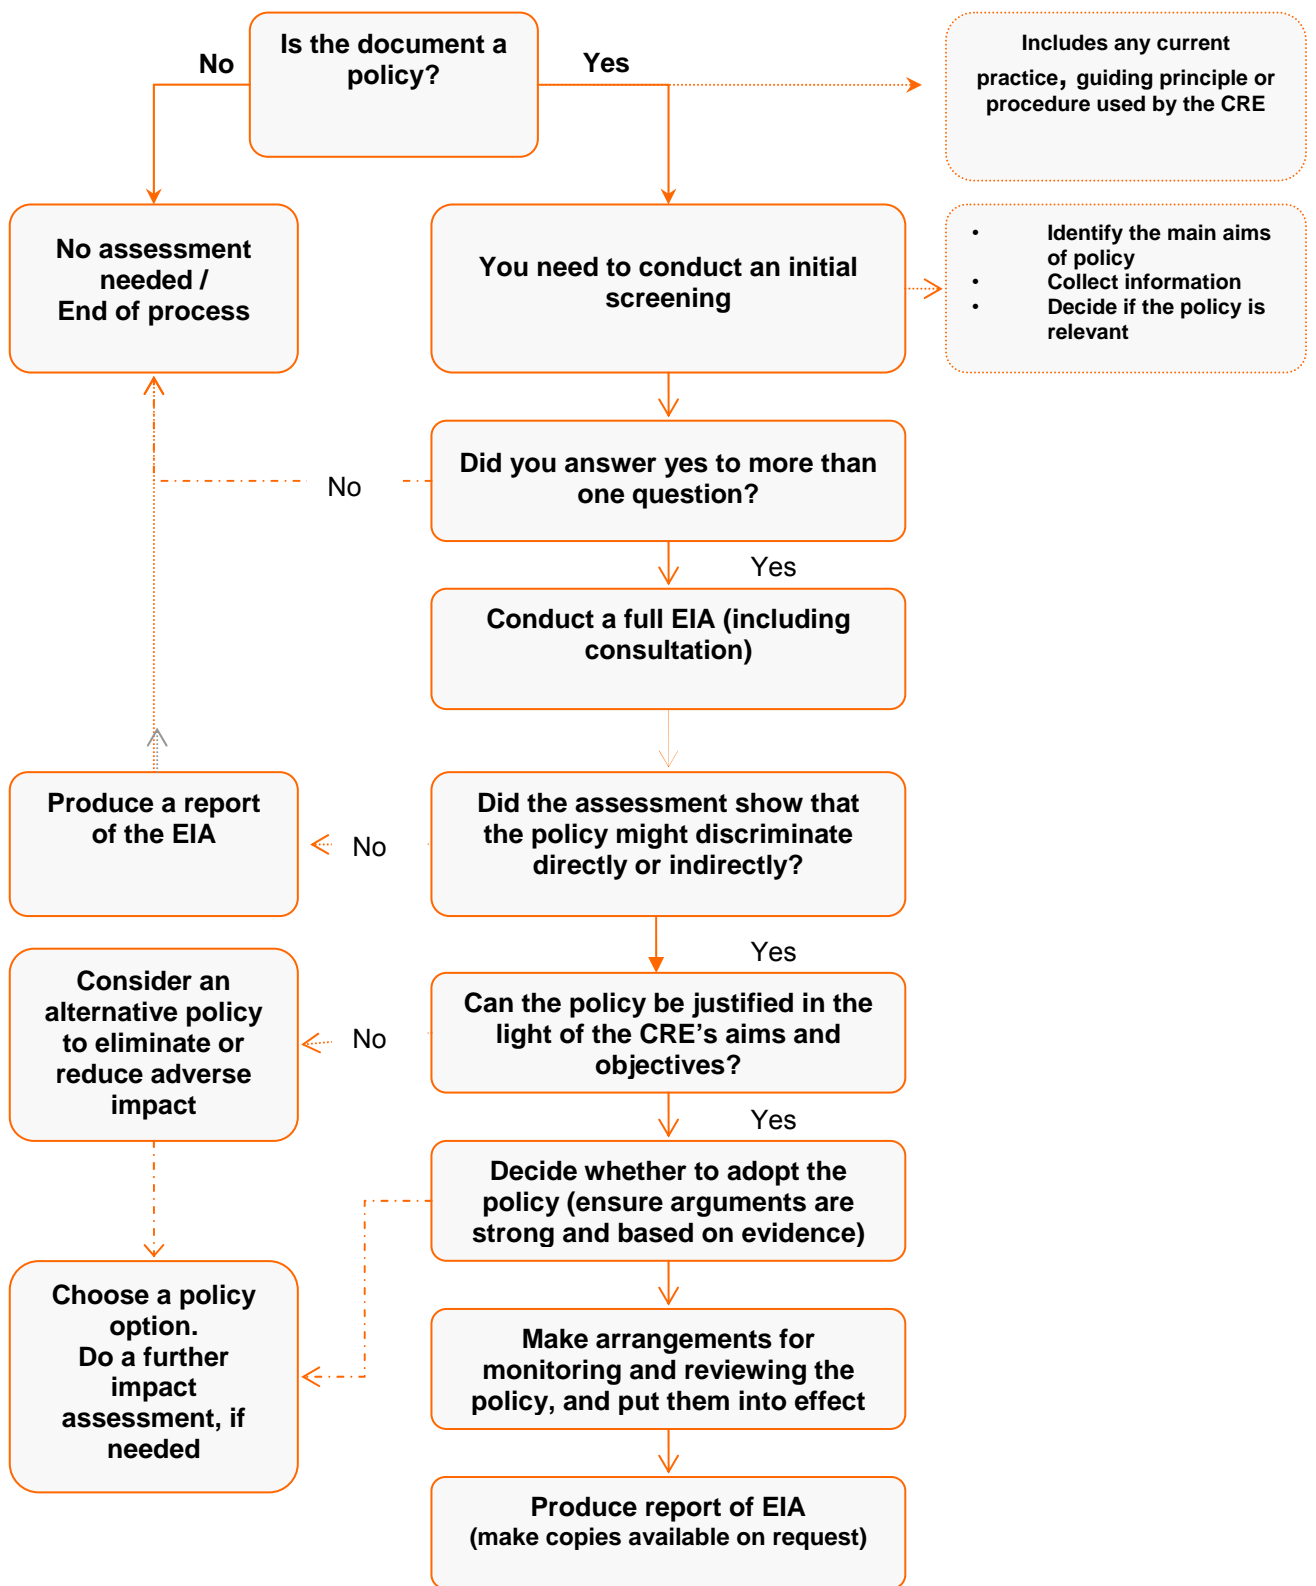 Is the document a
policy?
No
Yes
Includes any current
practice, guiding principle or
procedure used by the CRE
No assessment
needed /
End of process
You need to conduct an initial
screening
• Identify the main aims
of policy
• Collect information
• Decide if the policy is
relevant
Did you answer yes to more than
one question?
No
Yes
Conduct a full EIA (including
consultation)
Produce a report
of the EIA
No
Did the assessment show that
the policy might discriminate
directly or indirectly?
Yes
Consider an
alternative policy
to eliminate or
reduce adverse
impact
No
Can the policy be justified in the
light of the CRE’s aims and
objectives?
Yes
Decide whether to adopt the
policy (ensure arguments are
strong and based on evidence)
Choose a policy
option.
Do a further
impact
assessment, if
needed
Make arrangements for
monitoring and reviewing the
policy, and put them into effect
Produce report of EIA
(make copies available on request)